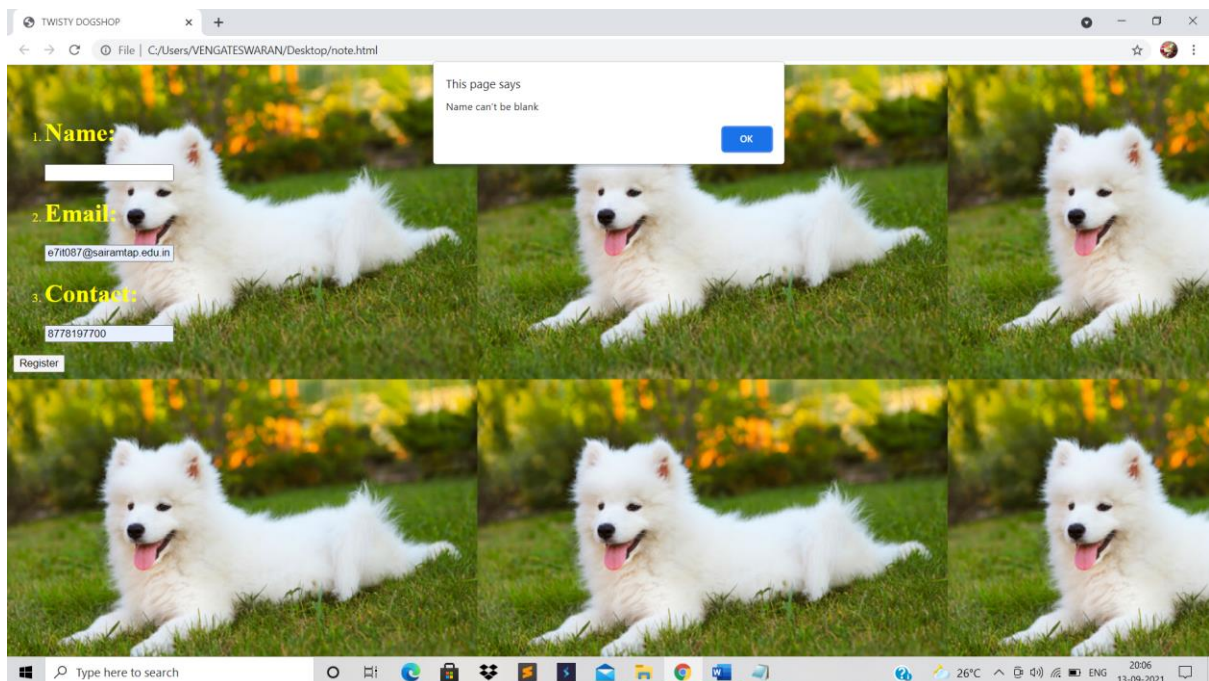 TWISTY DOGSHOP
File | C:/Users/VENGATESWARAN/Desktop/note.html
This page says
Name can't be blank
OK
1. Name:
2. Email:
e7it087@sairamtap.edu.in
3. Contact:
8778197700
Register
Type here to search
26°C
ENG
20:06
13-09-2021